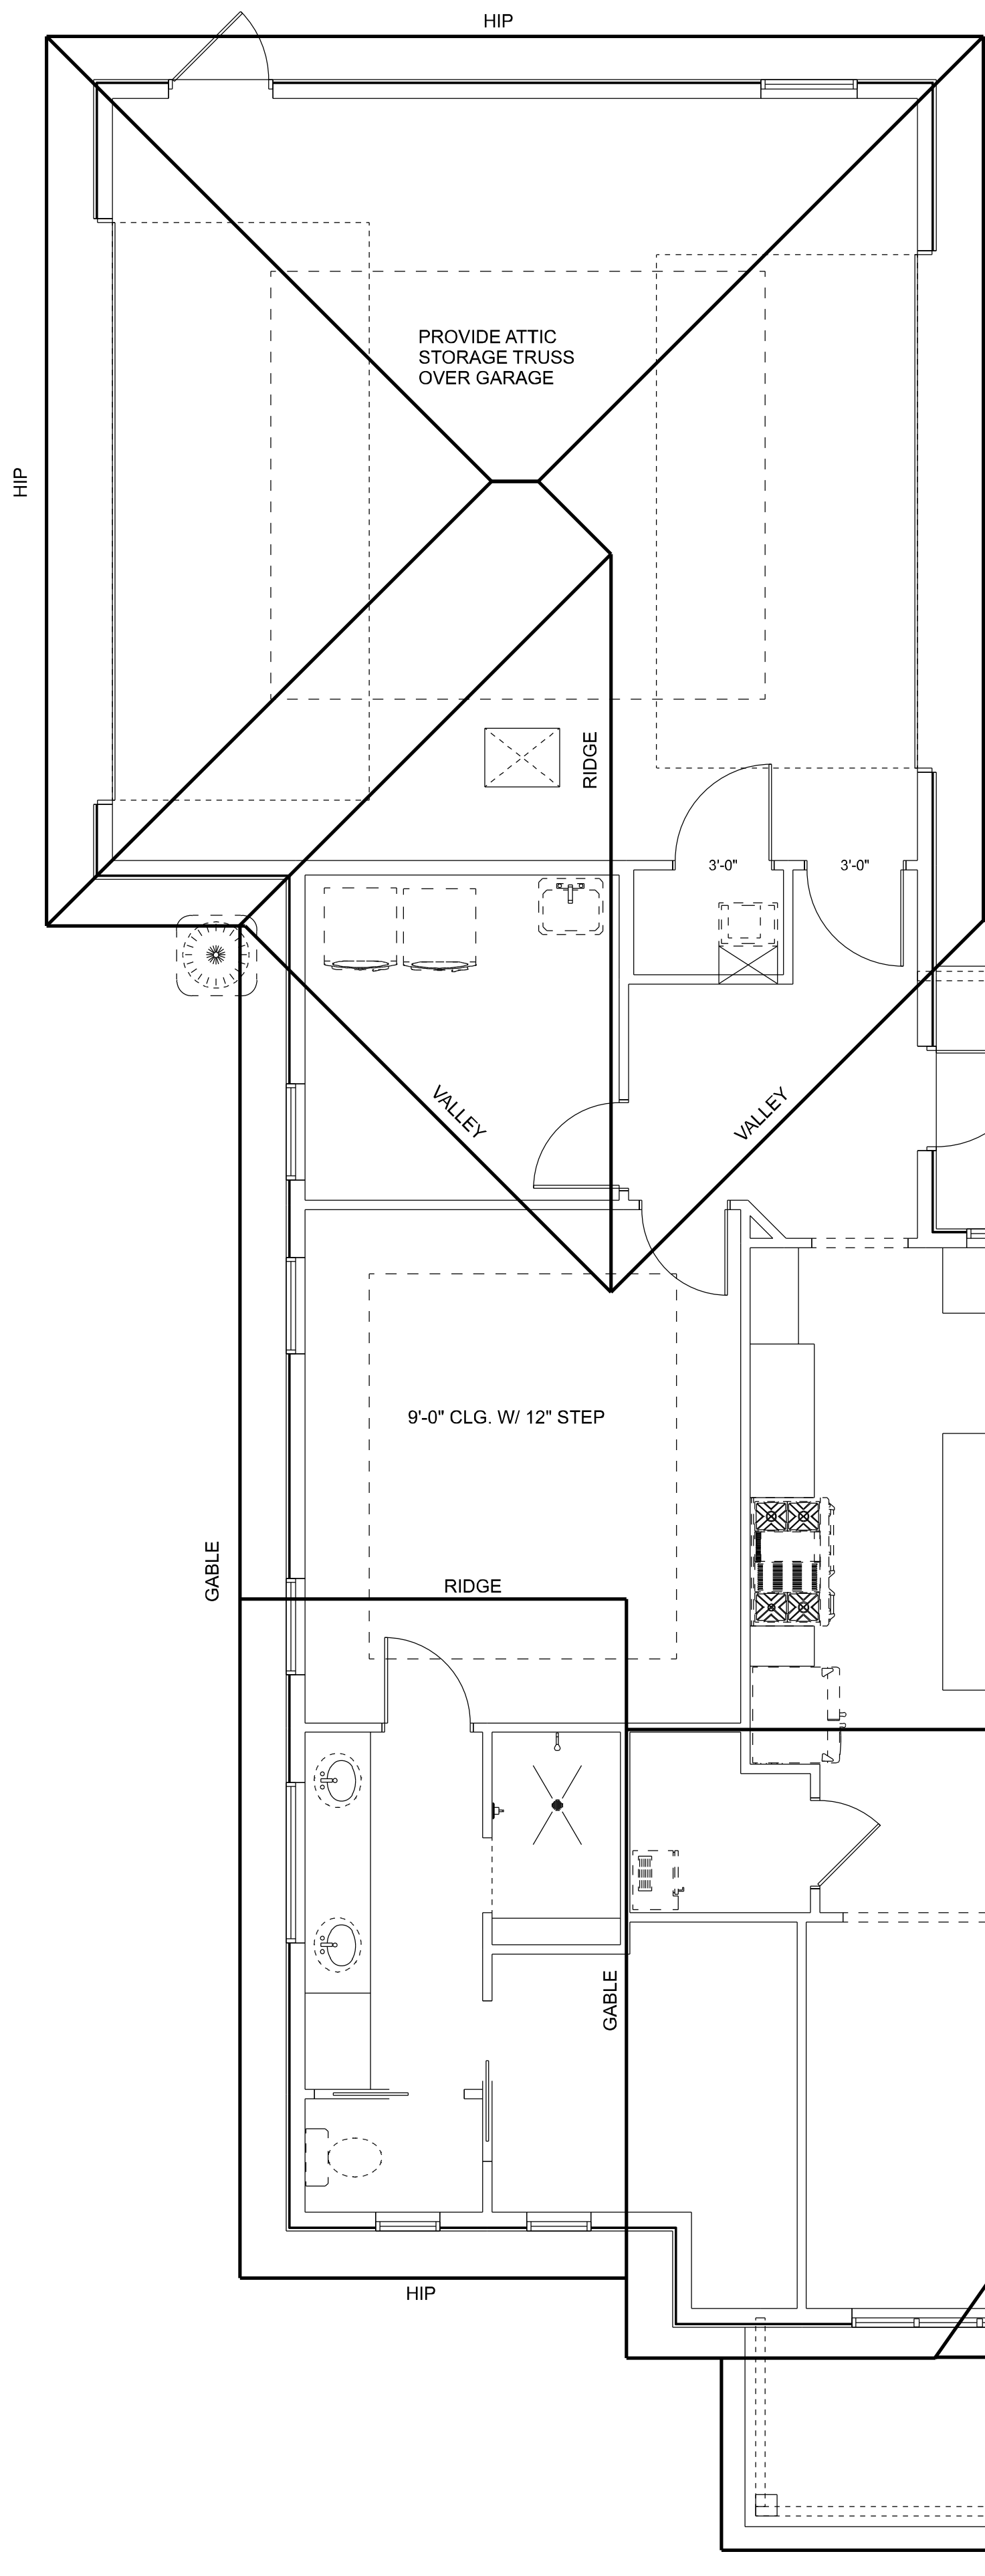 HIP
PROVIDE ATTIC
STORAGE TRUSS
OVER GARAGE
HIP
RIDGE
3'-0"
3'-0"
VALLEY
VALLEY
9'-0" CLG. W/ 12" STEP
GABLE
RIDGE
GABLE
HIP